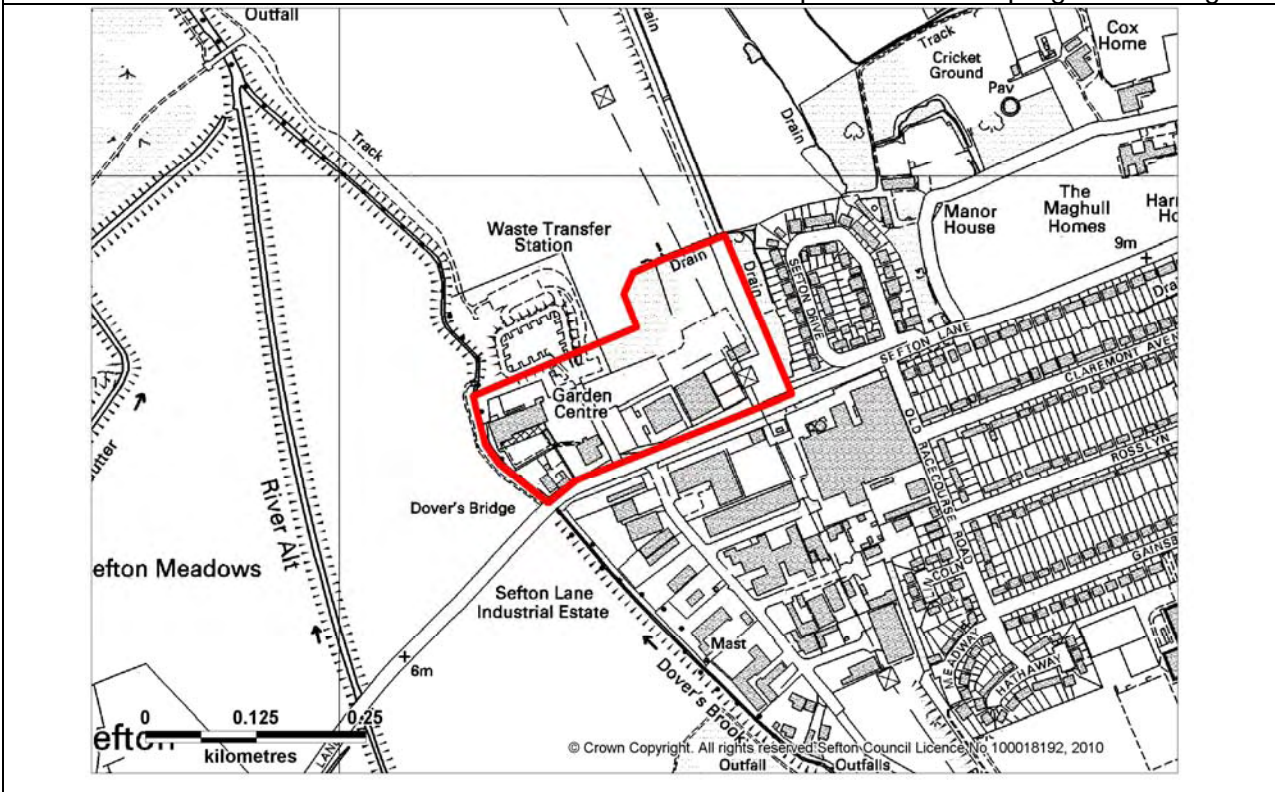 Outfall
Drain
Track
Cricket
Ground
Pav
Cox
Home
Track
Drain
Waste Transfer
Station
Drain
Drain
SEFTON DRIVE
Manor
House
The
Maghull
Homes
9m
SEFTON LANE
CLAREMONT
ROSSLYN
Garden
Centre
OLD RACECOURSE ROAD
Dover's Bridge
River Alt
efton Meadows
Sefton Lane
Industrial Estate
Mast
COLN
MEADWAY
HATHAWAY
6m
Dover's Brook
0 0.125 0.25
kilometres
LANE
© Crown Copyright. All rights reserved Sefton Council Licence No 100018192, 2010
Outfall
Outfalls